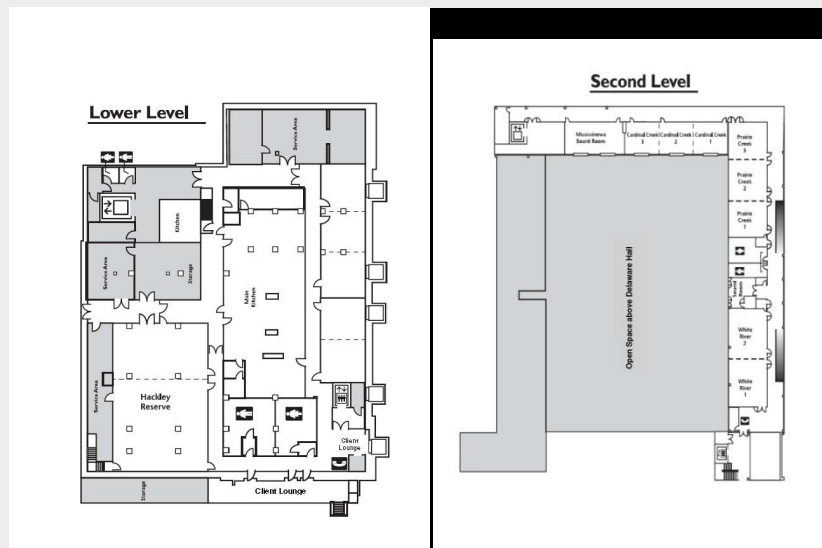 Lower Level
Service Area
Kitchen
Service Area
Storage
Main
Kitchen
Service Area
Hackley
Reserve
Client
Lounge
Storage
Client Lounge
Second Level
Mississinewa
Board Room
Cardinal Creek
3
Cardinal Creek
2
Cardinal Creek
1
Prairie
Creek
3
Prairie
Creek
2
Prairie
Creek
1
Open Space above Delaware Hall
Sound
Room
White
River
2
White
River
1